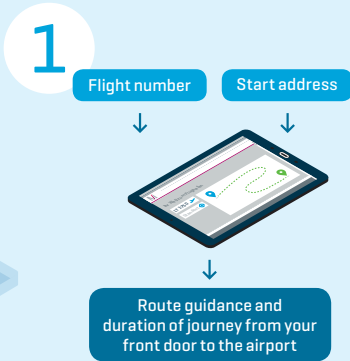 1
Flight number
Start address
Route guidance and
duration of journey from your
front door to the airport